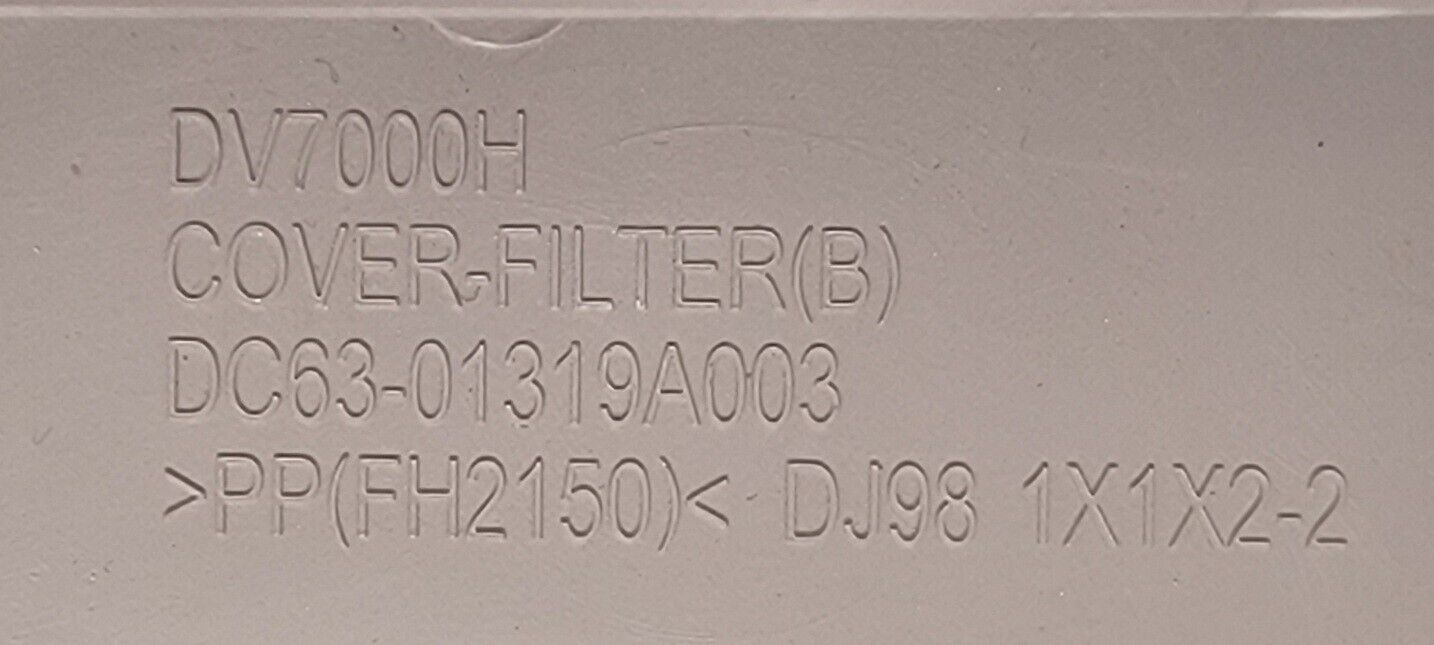 DV7000H
COVER-FILTER(B)
DC63-01319A003
>PP(FH2150)< DJ98 1X1X2-2